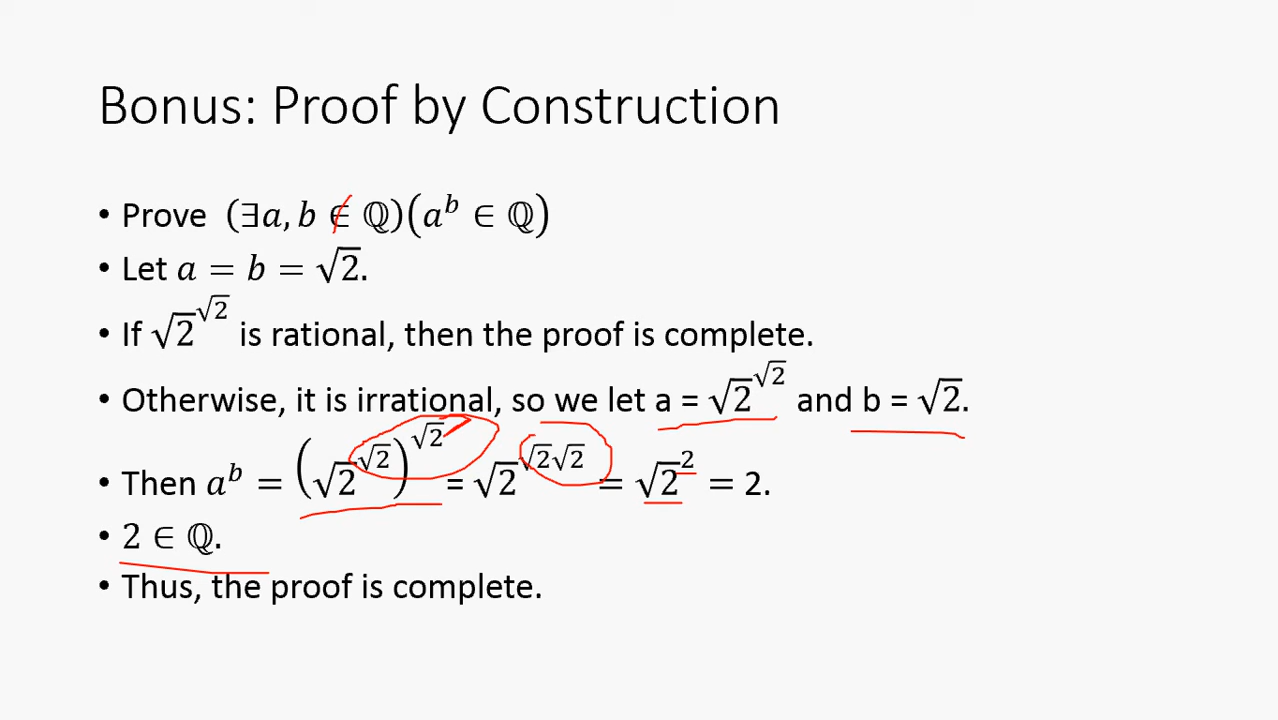 Bonus: Proof by Construction
• Prove (∃a, b ∉ ℚ)(a^b ∈ ℚ)
• Let a = b = √2.
• If √2^√2 is rational, then the proof is complete.
• Otherwise, it is irrational, so we let a = √2^√2 and b = √2.
• Then a^b = (√2^√2)^√2 = √2^(√2√2) = √2^2 = 2.
• 2 ∈ ℚ.
• Thus, the proof is complete.